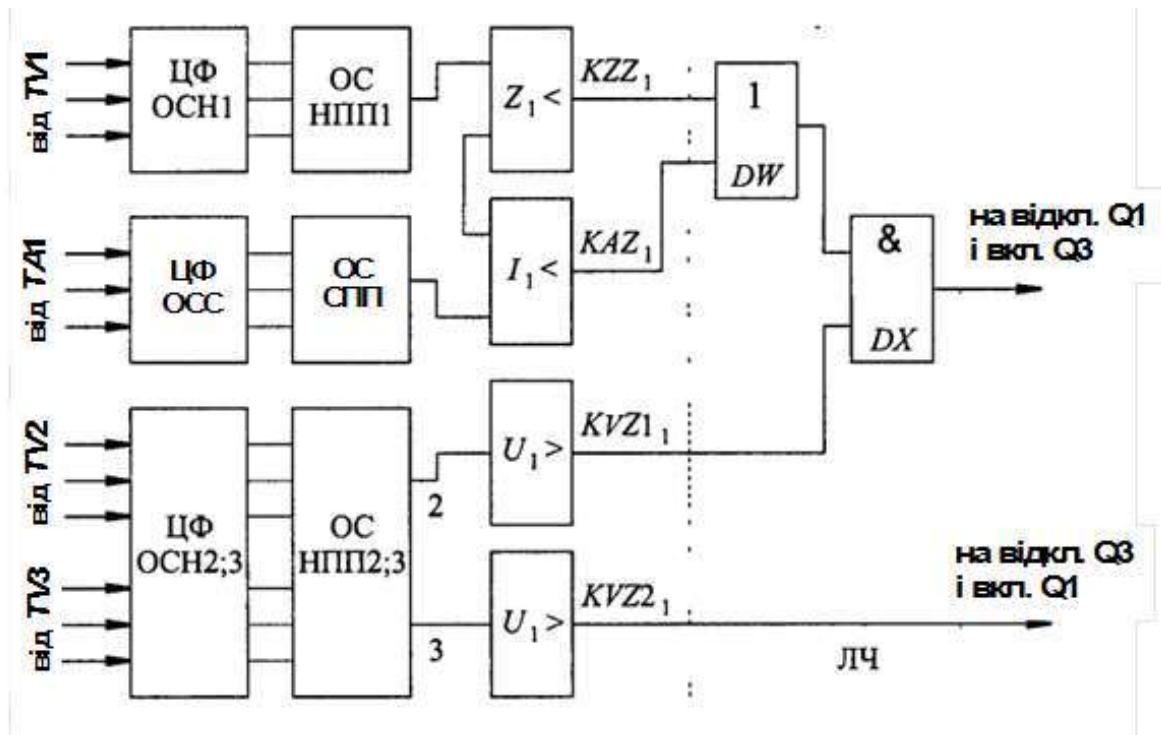 від TV1
ЦФ
ОСН1
ОС
НПП1
Z1<
KZZ1
1
DW
від TA1
ЦФ
ОСС
ОС
СПП
I1<
KAZ1
&
DX
на відкл. Q1
і вкл. Q3
від TV2
від TV3
ЦФ
ОСН2;3
ОС
НПП2;3
2
U1>
KVZ11
3
U1>
KVZ21
на відкл. Q3
і вкл. Q1
ЛЧ